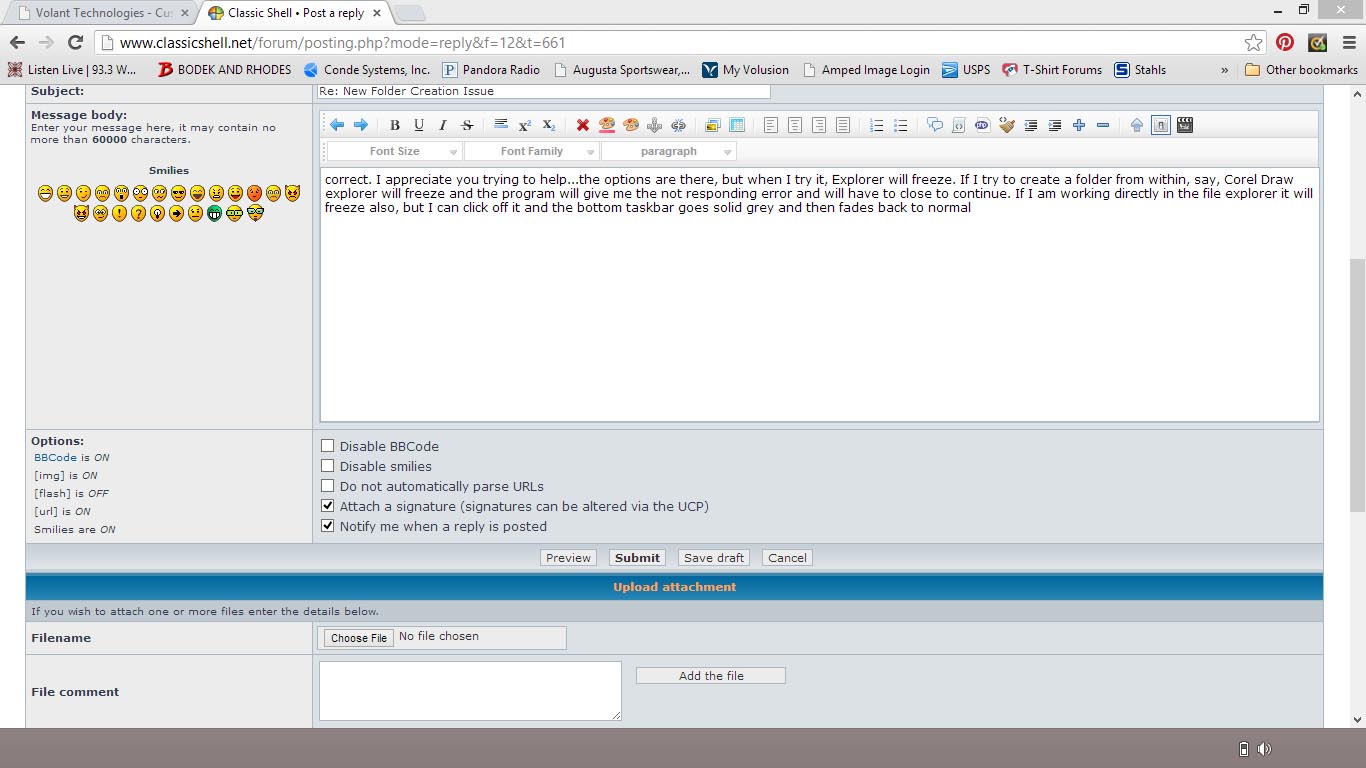 Volant Technologies - Cus
Classic Shell • Post a reply
www.classicshell.net/forum/posting.php?mode=reply&f=12&t=661
Listen Live | 93.3 W...
BODEK AND RHODES
Conde Systems, Inc.
Pandora Radio
Augusta Sportswear,...
My Volusion
Amped Image Login
USPS
T-Shirt Forums
Stahls
»
Other bookmarks
Subject:
Re: New Folder Creation Issue
Message body:
Enter your message here, it may contain no
more than 60000 characters.
Smilies
B U I S x² X₂
Font Size
Font Family
paragraph
correct. I appreciate you trying to help...the options are there, but when I try it, Explorer will freeze. If I try to create a folder from within, say, Corel Draw
explorer will freeze and the program will give me the not responding error and will have to close to continue. If I am working directly in the file explorer it will
freeze also, but I can click off it and the bottom taskbar goes solid grey and then fades back to normal
Options:
BBCode is ON
[img] is ON
[flash] is OFF
[url] is ON
Smilies are ON
Disable BBCode
Disable smilies
Do not automatically parse URLs
Attach a signature (signatures can be altered via the UCP)
Notify me when a reply is posted
Preview
Submit
Save draft
Cancel
Upload attachment
If you wish to attach one or more files enter the details below.
Filename
Choose File No file chosen
File comment
Add the file